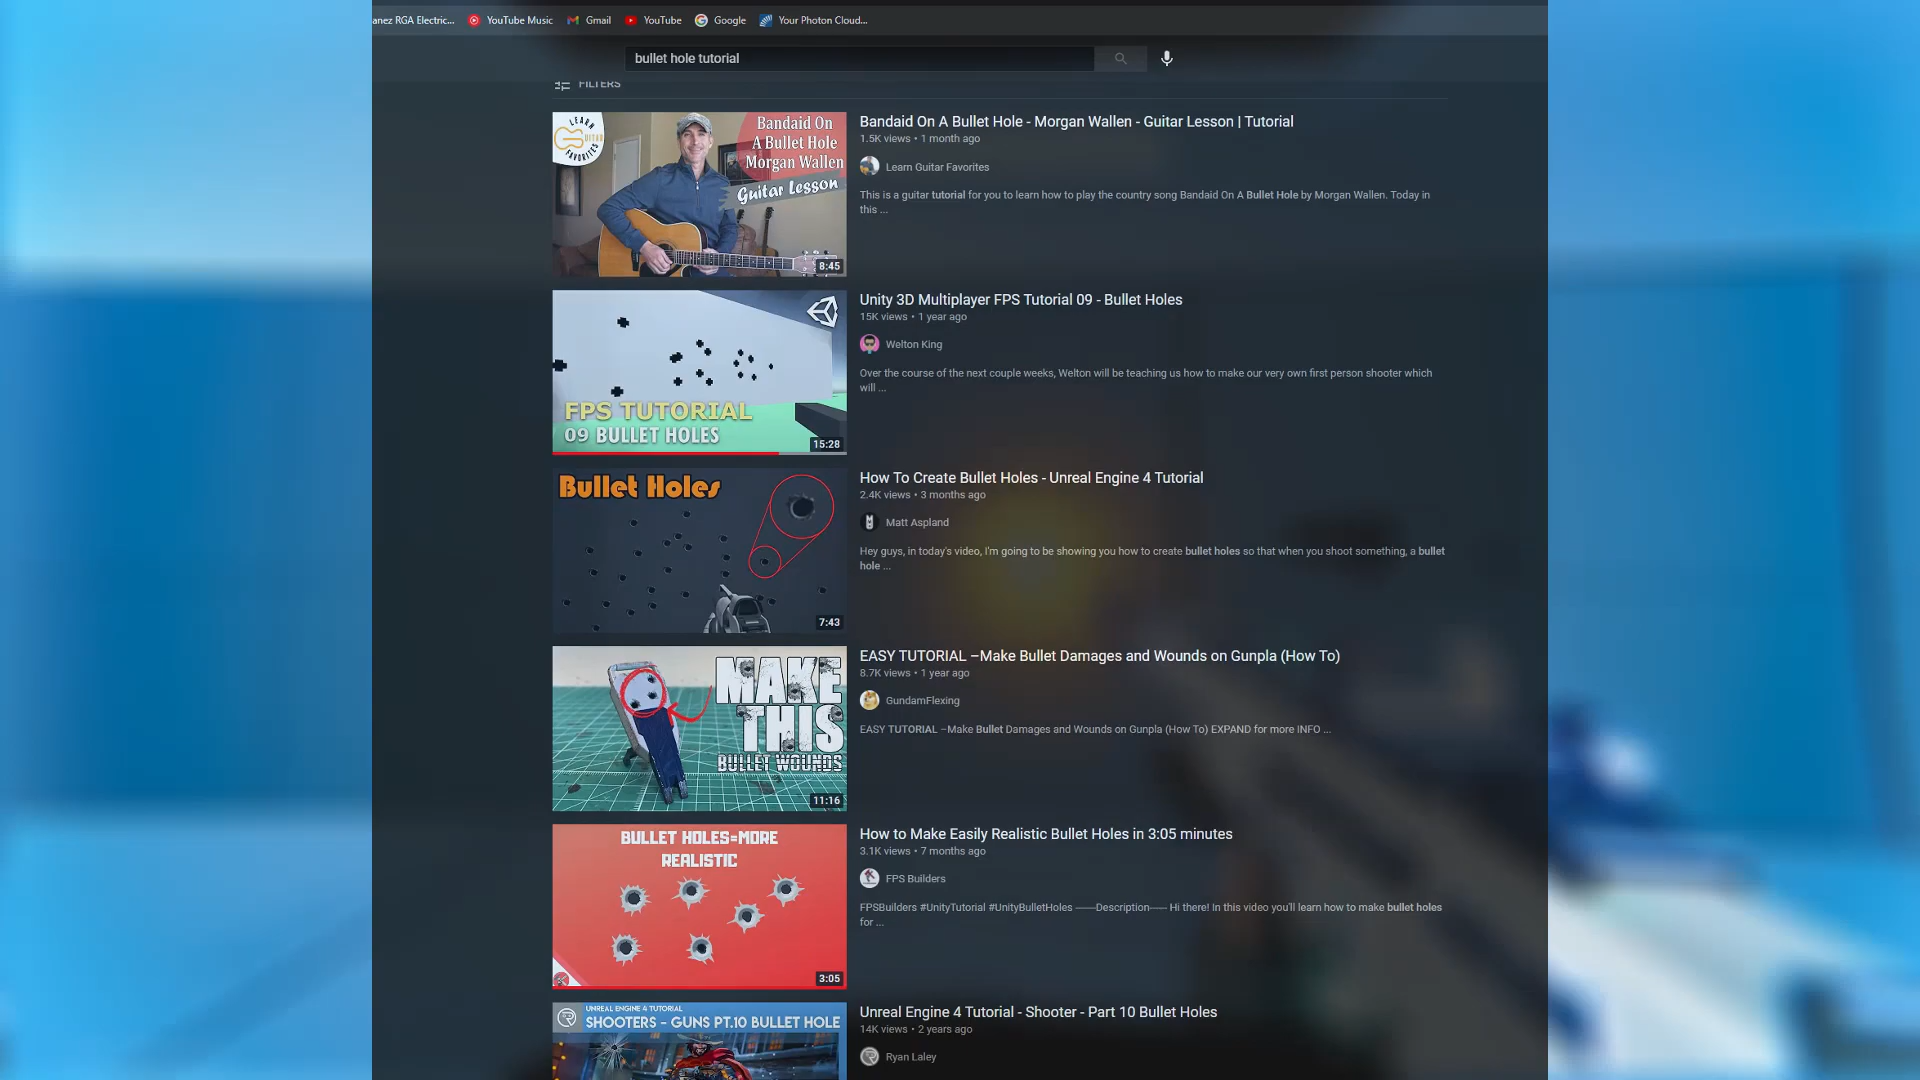 anez RGA Electric...
YouTube Music
Gmail
YouTube
Google
Your Photon Cloud...
bullet hole tutorial
FILTERS
LEARN
GUITAR
FAVORITES
Bandaid On
A Bullet Hole
Morgan Wallen
Guitar Lesson
8:45
Bandaid On A Bullet Hole - Morgan Wallen - Guitar Lesson | Tutorial
1.5K views • 1 month ago
Learn Guitar Favorites
This is a guitar tutorial for you to learn how to play the country song Bandaid On A Bullet Hole by Morgan Wallen. Today in
this ...
FPS TUTORIAL
09 BULLET HOLES
15:28
Unity 3D Multiplayer FPS Tutorial 09 - Bullet Holes
15K views • 1 year ago
Welton King
Over the course of the next couple weeks, Welton will be teaching us how to make our very own first person shooter which
will ...
Bullet Holes
7:43
How To Create Bullet Holes - Unreal Engine 4 Tutorial
2.4K views • 3 months ago
Matt Aspland
Hey guys, in today's video, I'm going to be showing you how to create bullet holes so that when you shoot something, a bullet
hole ...
MAKE
THIS
BULLET WOUNDS
11:16
EASY TUTORIAL –Make Bullet Damages and Wounds on Gunpla (How To)
8.7K views • 1 year ago
GundamFlexing
EASY TUTORIAL –Make Bullet Damages and Wounds on Gunpla (How To) EXPAND for more INFO ...
BULLET HOLES=MORE
REALISTIC
3:05
How to Make Easily Realistic Bullet Holes in 3:05 minutes
3.1K views • 7 months ago
FPS Builders
FPSBuilders #UnityTutorial #UnityBulletHoles -------Description------ Hi there! In this video you'll learn how to make bullet holes
for ...
UNREAL ENGINE 4 TUTORIAL
SHOOTERS - GUNS PT.10 BULLET HOLE
Unreal Engine 4 Tutorial - Shooter - Part 10 Bullet Holes
14K views • 2 years ago
Ryan Laley